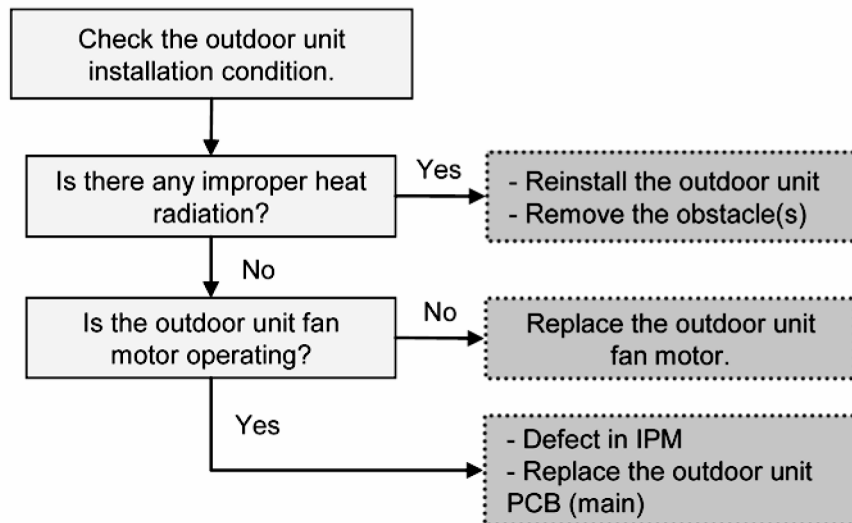 Check the outdoor unit
installation condition.
Is there any improper heat
radiation?
Yes
- Reinstall the outdoor unit
- Remove the obstacle(s)
No
Is the outdoor unit fan
motor operating?
No
Replace the outdoor unit
fan motor.
Yes
- Defect in IPM
- Replace the outdoor unit
PCB (main)